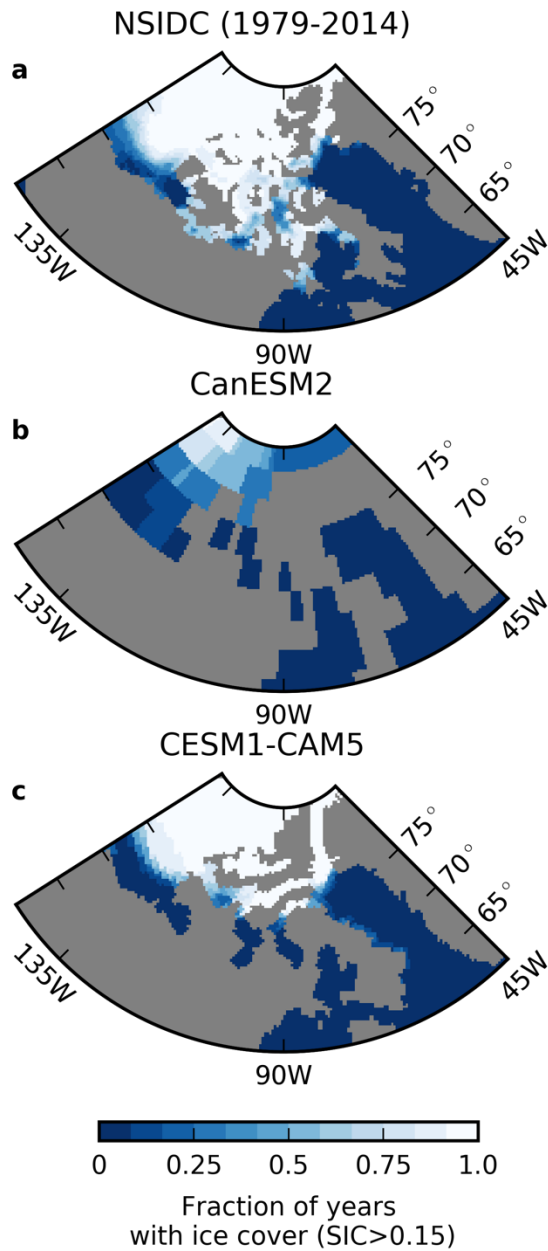 NSIDC (1979-2014)
a
75°
70°
65°
135W
45W
90W
CanESM2
b
75°
70°
65°
135W
45W
90W
CESM1-CAM5
c
75°
70°
65°
135W
45W
90W
0 0.25 0.5 0.75 1.0
Fraction of years
with ice cover (SIC>0.15)